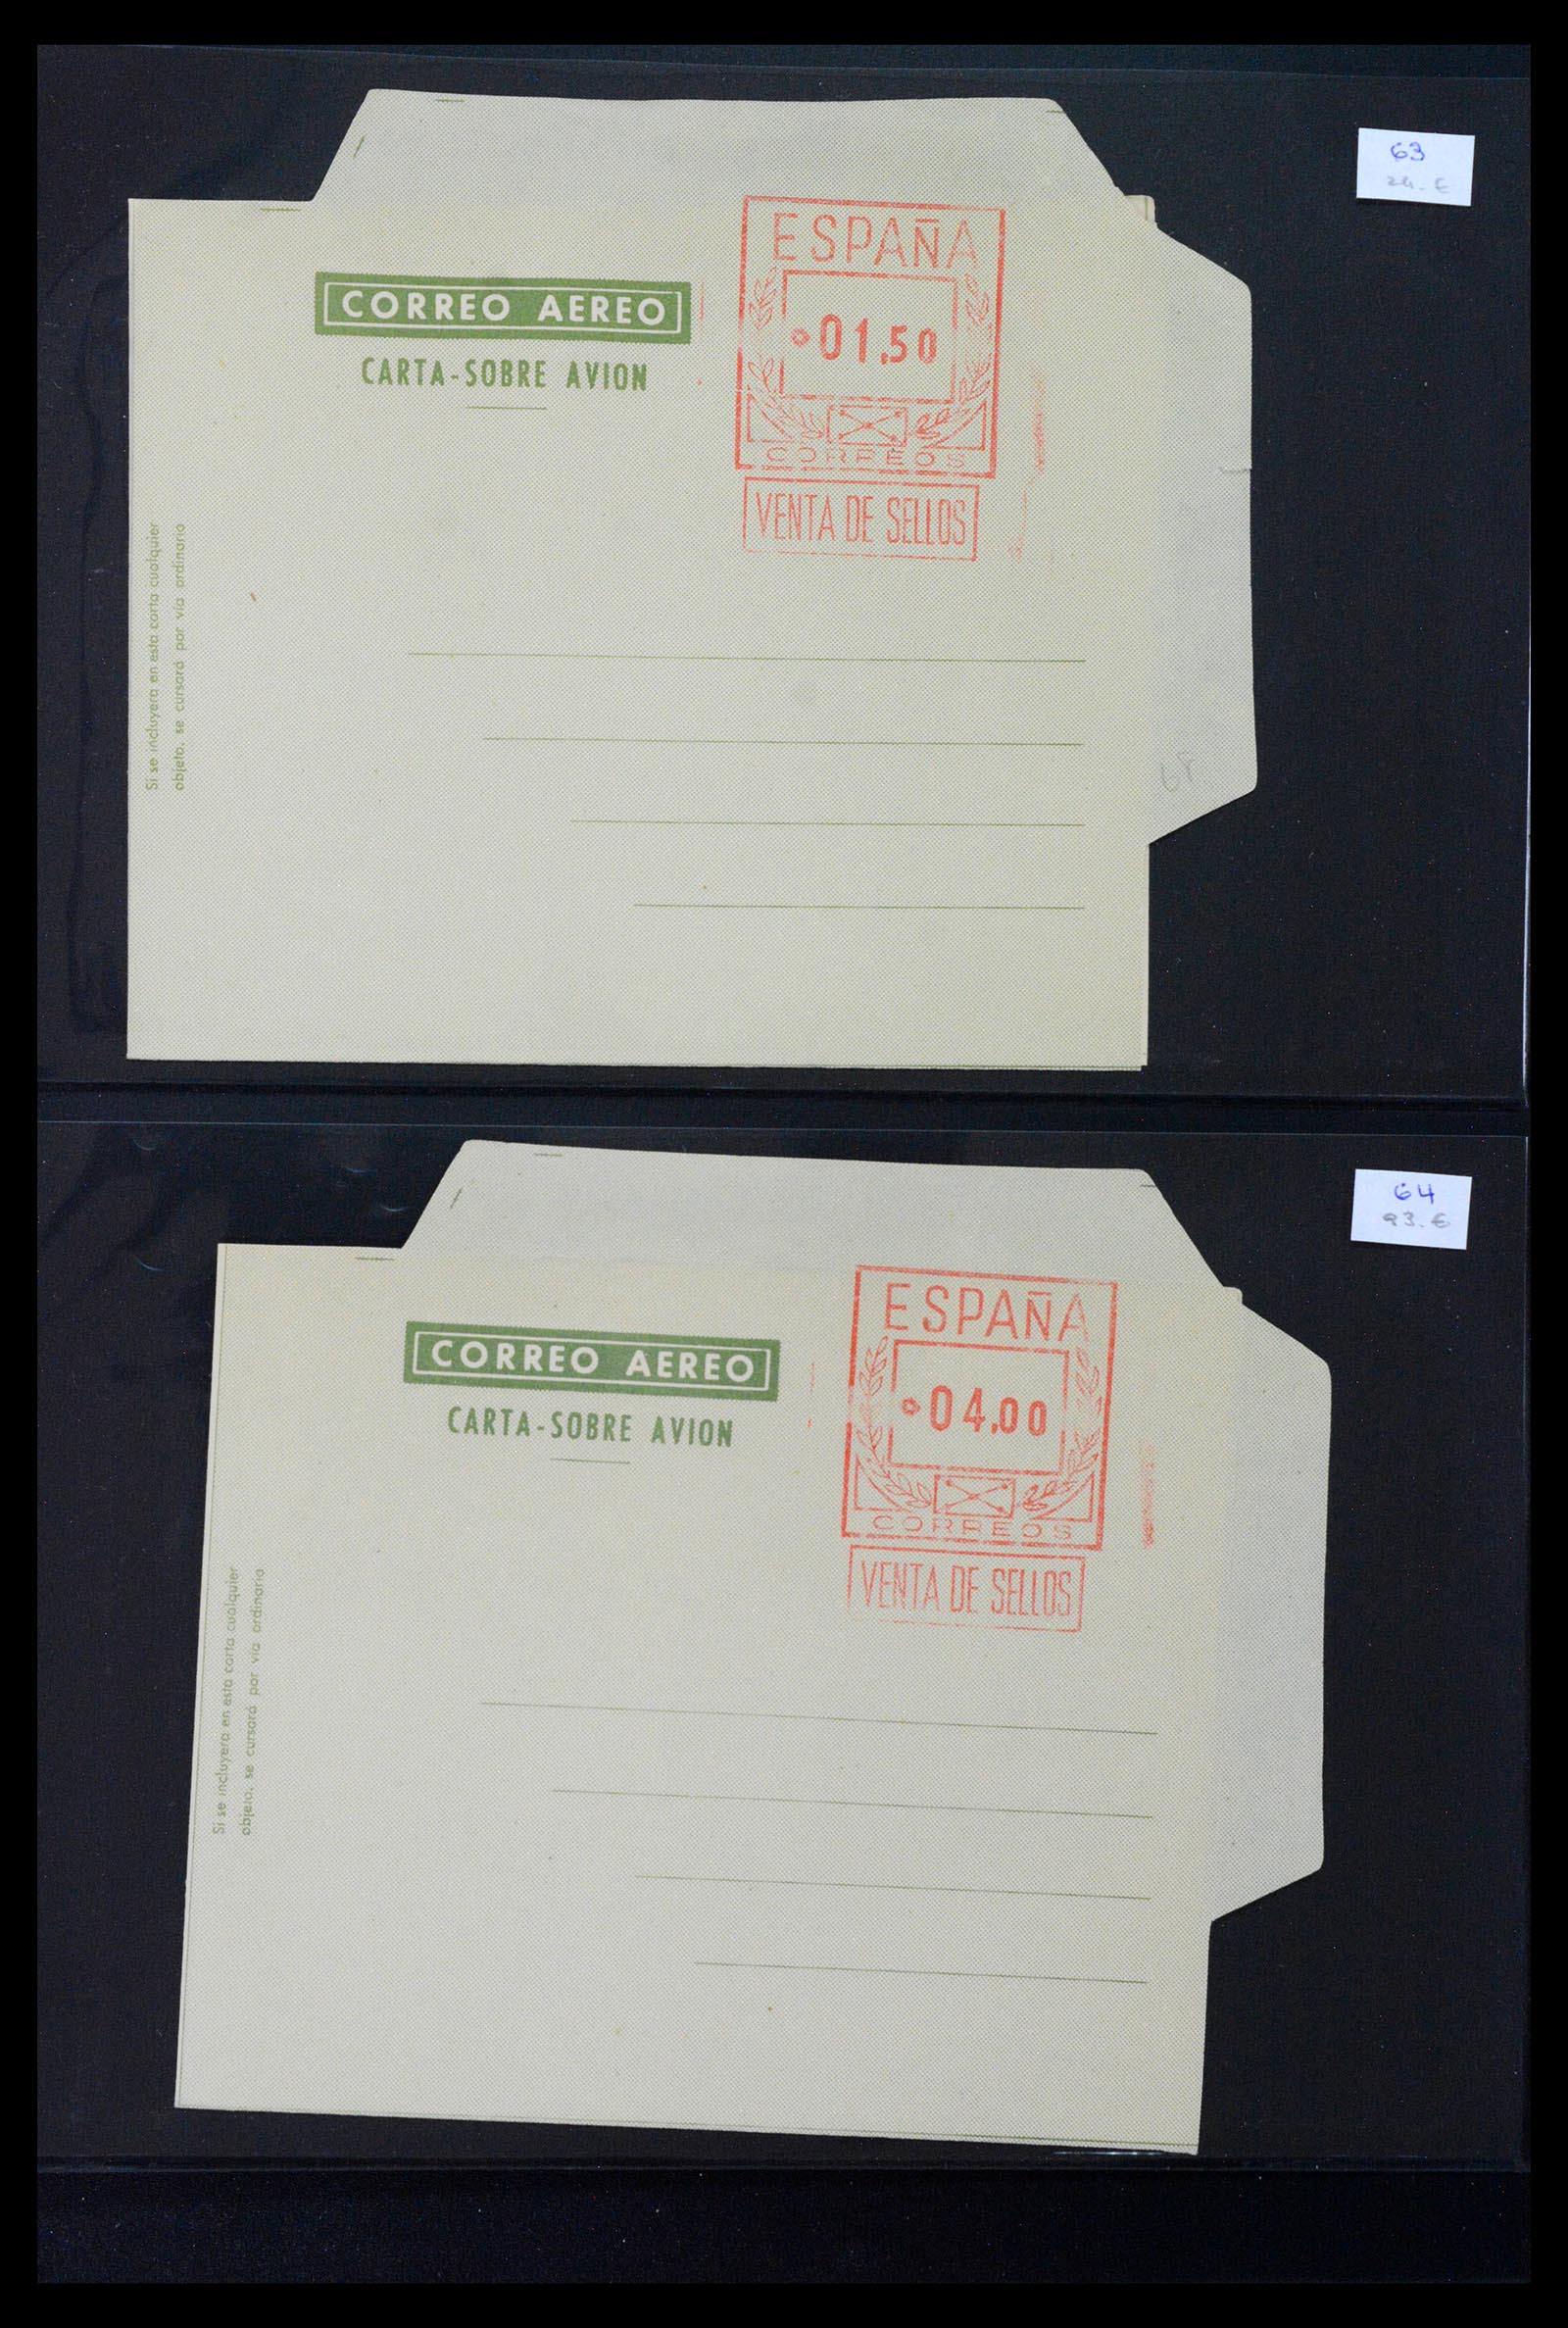 63
24.€
ESPAÑA
CORREO AEREO
01,50
CARTA-SOBRE AVION
CORREOS
VENTA DE SELLOS
Si se incluyera en esta carta cualquier
objeto, se cursará por vía ordinario
64
93.€
ESPAÑA
CORREO AEREO
04,00
CARTA-SOBRE AVION
CORREOS
VENTA DE SELLOS
Si se incluyera en esta carta cualquier
objeto, se cursará por vía ordinario